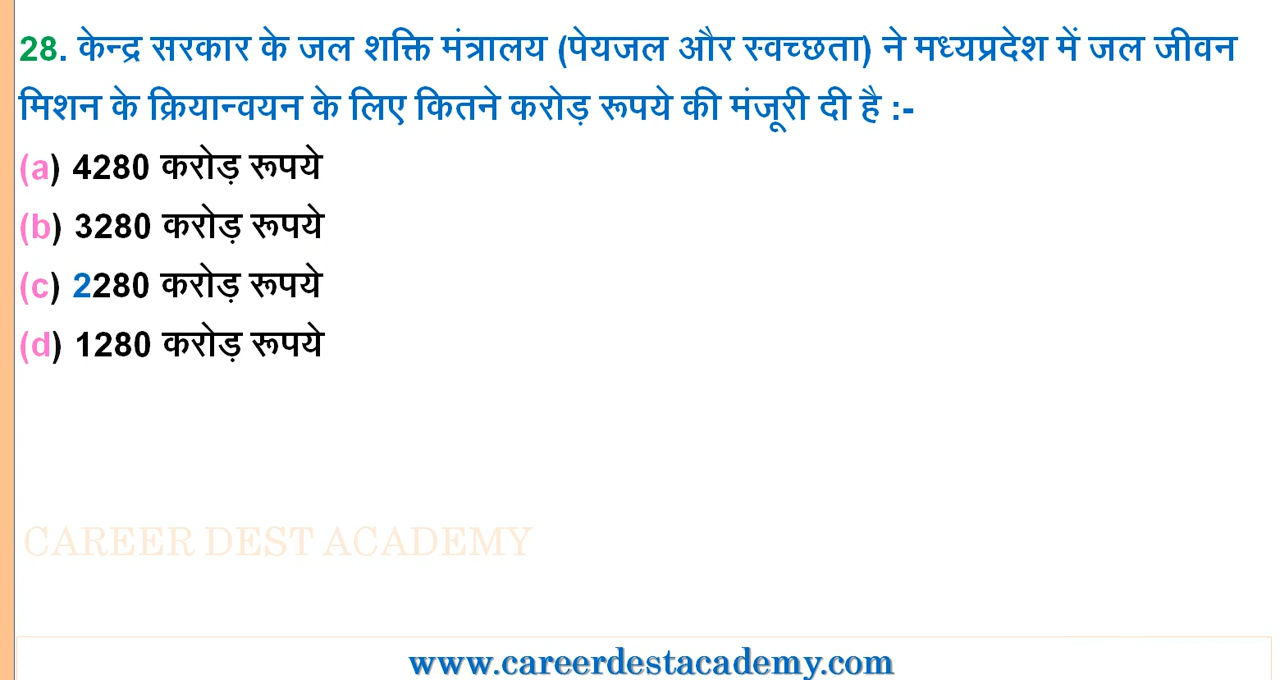 28. केन्द्र सरकार के जल शक्ति मंत्रालय (पेयजल और स्वच्छता) ने मध्यप्रदेश में जल जीवन
मिशन के क्रियान्वयन के लिए कितने करोड़ रूपये की मंजूरी दी है :-
(a) 4280 करोड़ रूपये
(b) 3280 करोड़ रूपये
(c) 2280 करोड़ रूपये
(d) 1280 करोड़ रूपये
CAREER DEST ACADEMY
www.careerdestacademy.com